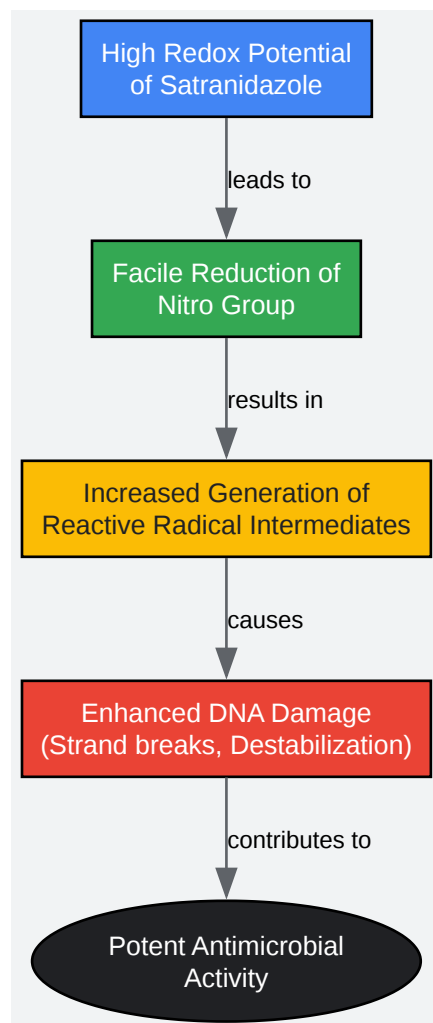 High Redox Potential
of Satranidazole
leads to
Facile Reduction of
Nitro Group
results in
Increased Generation of
Reactive Radical Intermediates
causes
Enhanced DNA Damage
(Strand breaks, Destabilization)
contributes to
Potent Antimicrobial
Activity